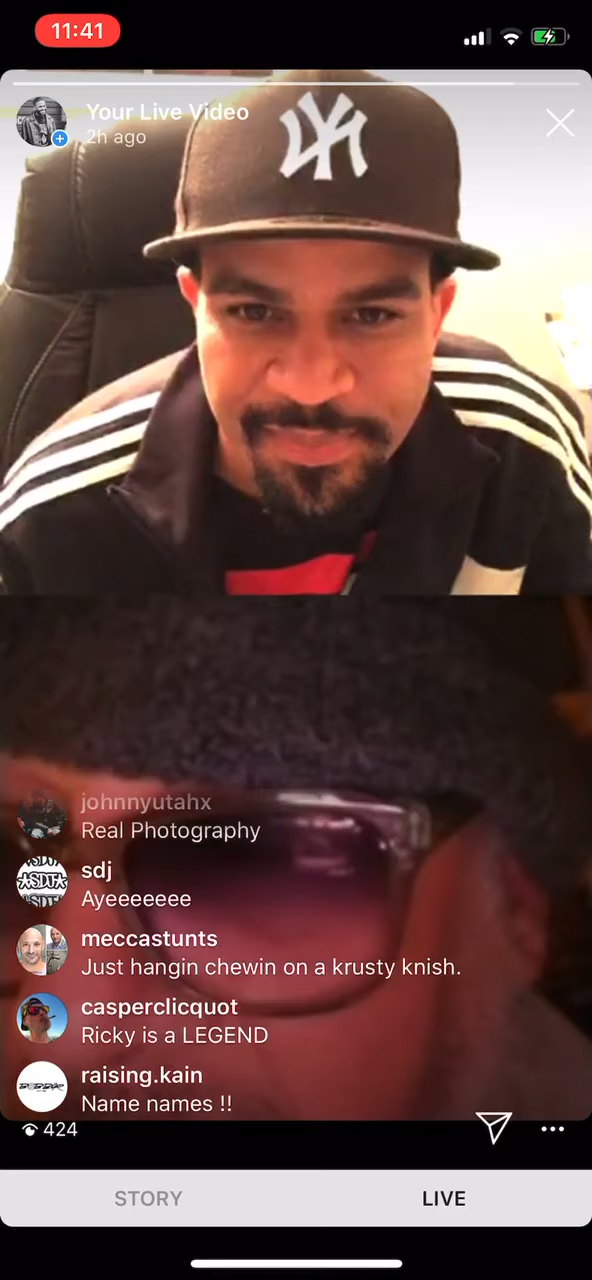 11:41
Your Live Video
2h ago
NY
johnnyutahx
Real Photography
sdj
Ayeeeeeee
meccastunts
Just hangin chewin on a krusty knish.
casperclicquot
Ricky is a LEGEND
raising.kain
Name names !!
424
STORY
LIVE